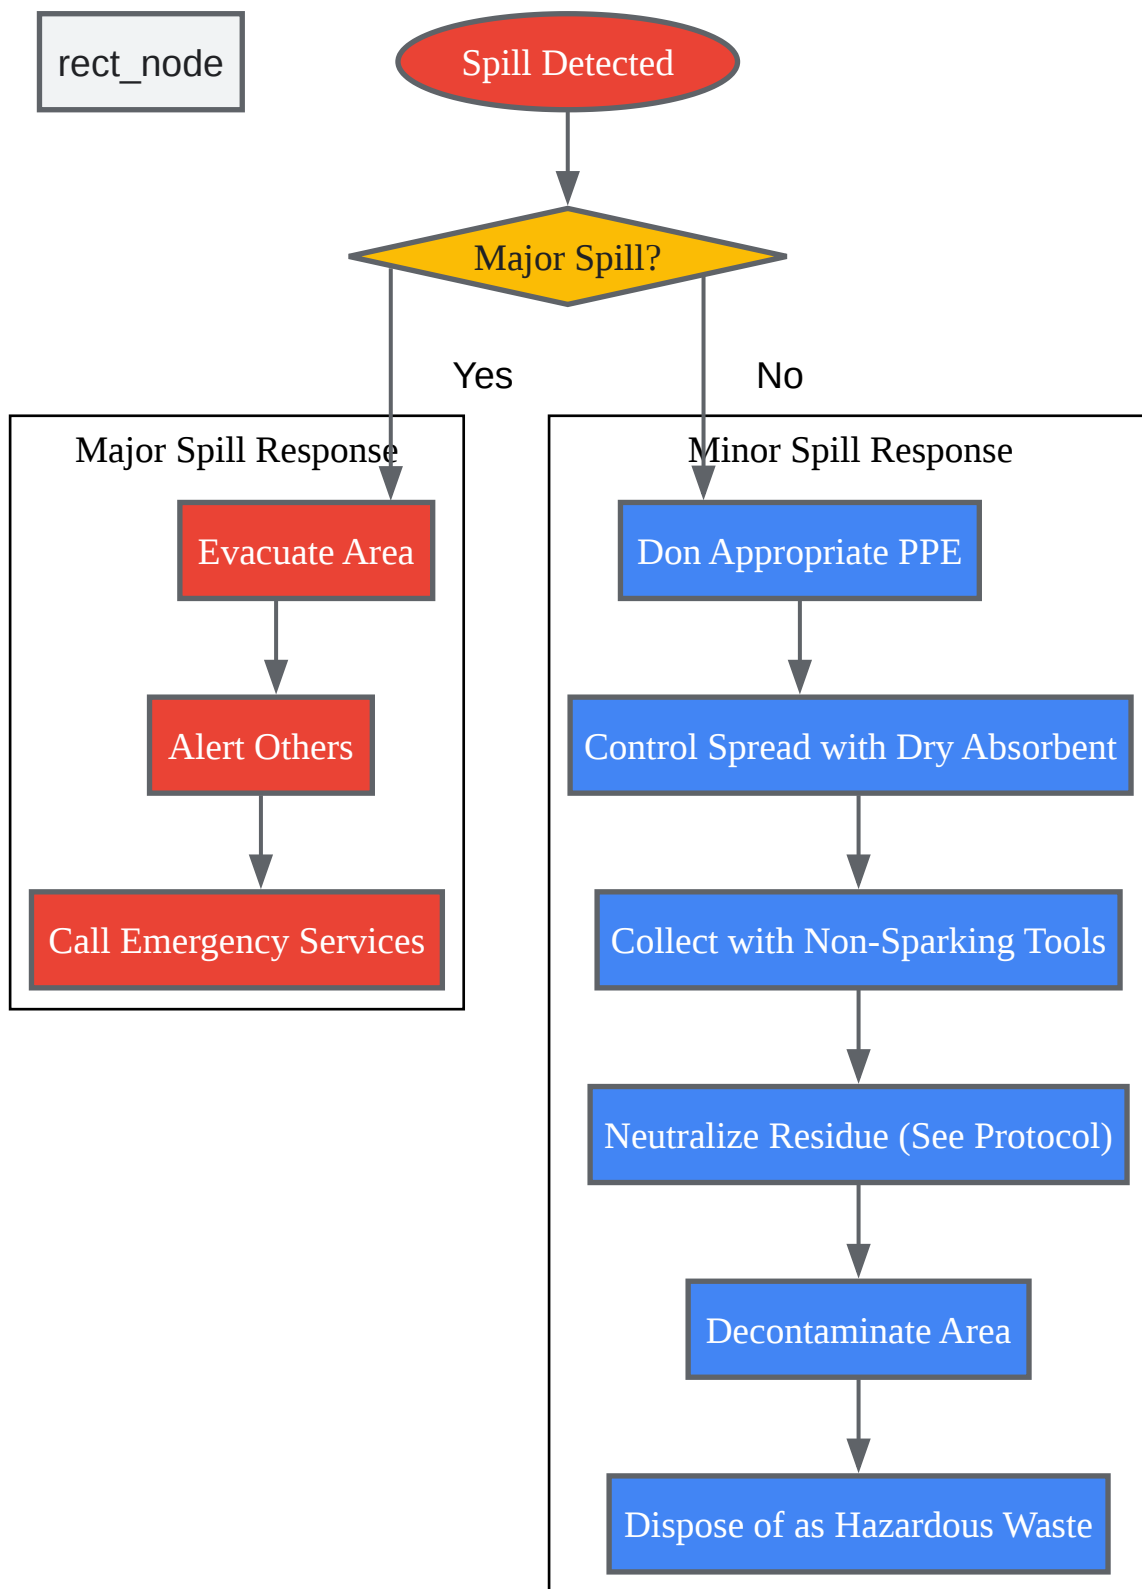 rect_node
Spill Detected
Major Spill?
Yes
No
Major Spill Response
Evacuate Area
Alert Others
Call Emergency Services
Minor Spill Response
Don Appropriate PPE
Control Spread with Dry Absorbent
Collect with Non-Sparking Tools
Neutralize Residue (See Protocol)
Decontaminate Area
Dispose of as Hazardous Waste